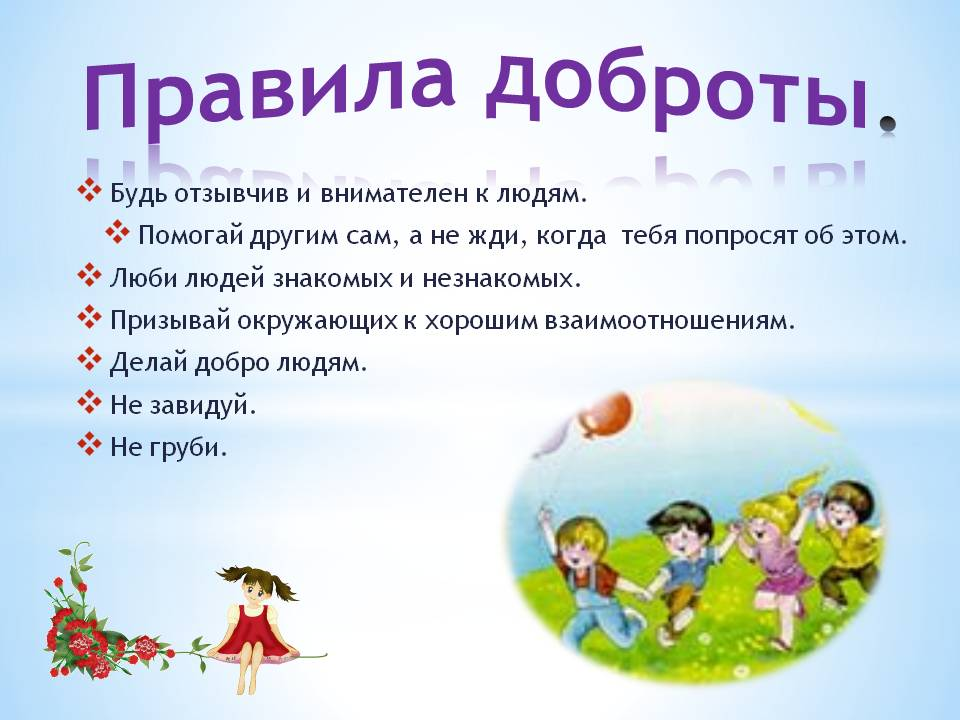 Правила доброты.
Будь отзывчив и внимателен к людям.
Помогай другим сам, а не жди, когда тебя попросят об этом.
Люби людей знакомых и незнакомых.
Призывай окружающих к хорошим взаимоотношениям.
Делай добро людям.
Не завидуй.
Не груби.